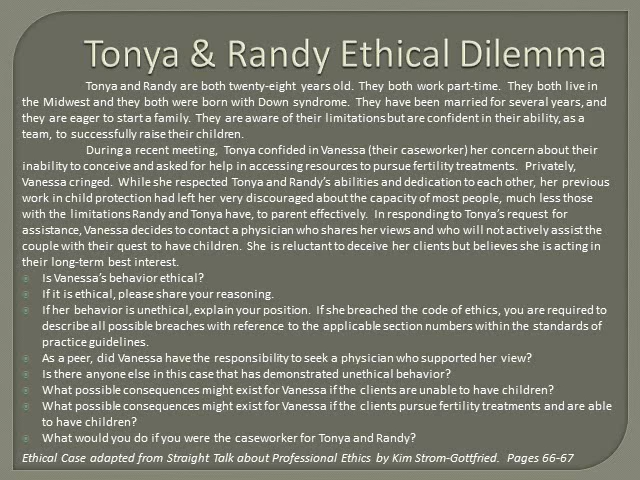 Tonya & Randy Ethical Dilemma
Tonya and Randy are both twenty-eight years old. They both work part-time. They both live in
the Midwest and they both were born with Down syndrome. They have been married for several years, and
they are eager to start a family. They are aware of their limitations but are confident in their ability, as a
team, to successfully raise their children.
During a recent meeting, Tonya confided in Vanessa (their caseworker) her concern about their
inability to conceive and asked for help in accessing resources to pursue fertility treatments. Privately,
Vanessa cringed. While she respected Tonya and Randy's abilities and dedication to each other, her previous
work in child protection had left her very discouraged about the capacity of most people, much less those
with the limitations Randy and Tonya have, to parent effectively. In responding to Tonya's request for
assistance, Vanessa decides to contact a physician who shares her views and who will not actively assist the
couple with their quest to have children. She is reluctant to deceive her clients but believes she is acting in
their long-term best interest.
Is Vanessa's behavior ethical?
If it is ethical, please share your reasoning.
If her behavior is unethical, explain your position. If she breached the code of ethics, you are required to
describe all possible breaches with reference to the applicable section numbers within the standards of
practice guidelines.
As a peer, did Vanessa have the responsibility to seek a physician who supported her view?
Is there anyone else in this case that has demonstrated unethical behavior?
What possible consequences might exist for Vanessa if the clients are unable to have children?
What possible consequences might exist for Vanessa if the clients pursue fertility treatments and are able
to have children?
What would you do if you were the caseworker for Tonya and Randy?
Ethical Case adapted from Straight Talk about Professional Ethics by Kim Strom-Gottfried. Pages 66-67